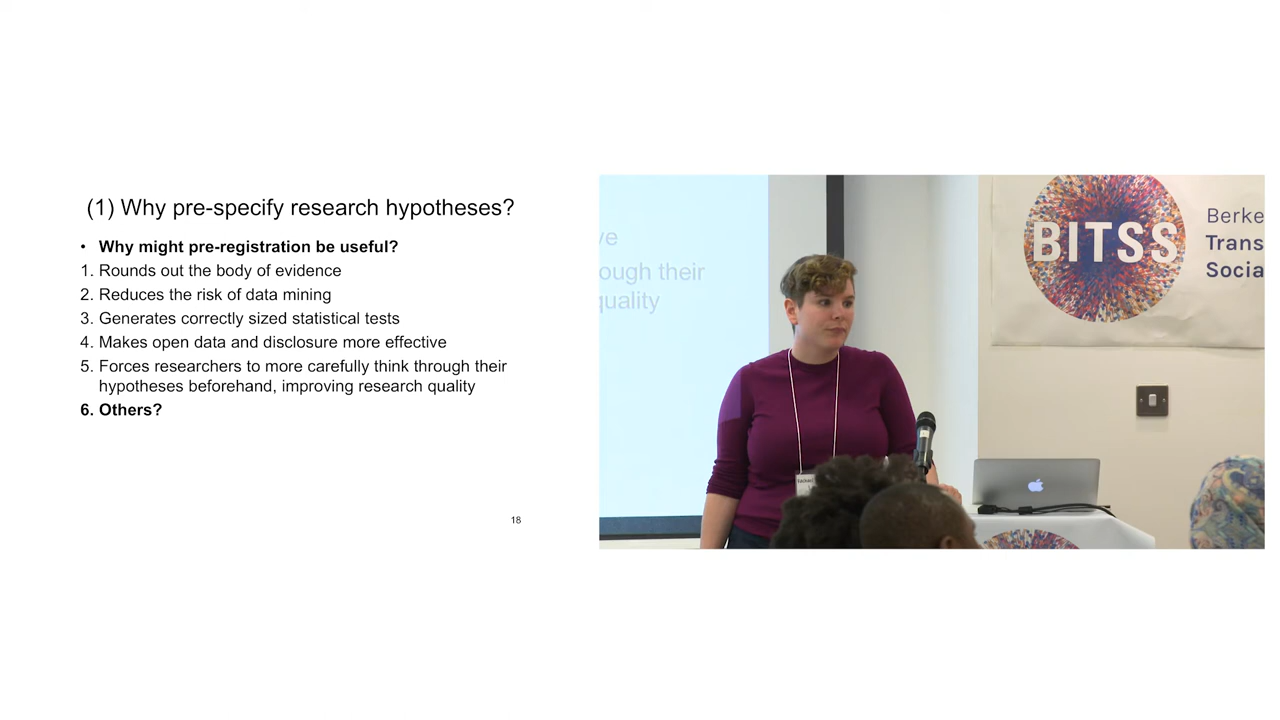 (1) Why pre-specify research hypotheses?
• Why might pre-registration be useful?
1. Rounds out the body of evidence
2. Reduces the risk of data mining
3. Generates correctly sized statistical tests
4. Makes open data and disclosure more effective
5. Forces researchers to more carefully think through their
hypotheses beforehand, improving research quality
6. Others?
18
ve
ough their
quality
BITSS
Berke
Trans
Socia